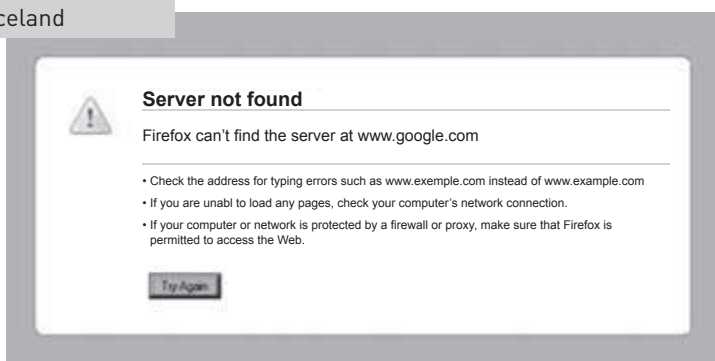 celand
Server not found
Firefox can't find the server at www.google.com
• Check the address for typing errors such as www.exemple.com instead of www.example.com
• If you are unabl to load any pages, check your computer's network connection.
• If your computer or network is protected by a firewall or proxy, make sure that Firefox is
permitted to access the Web.
Try Again